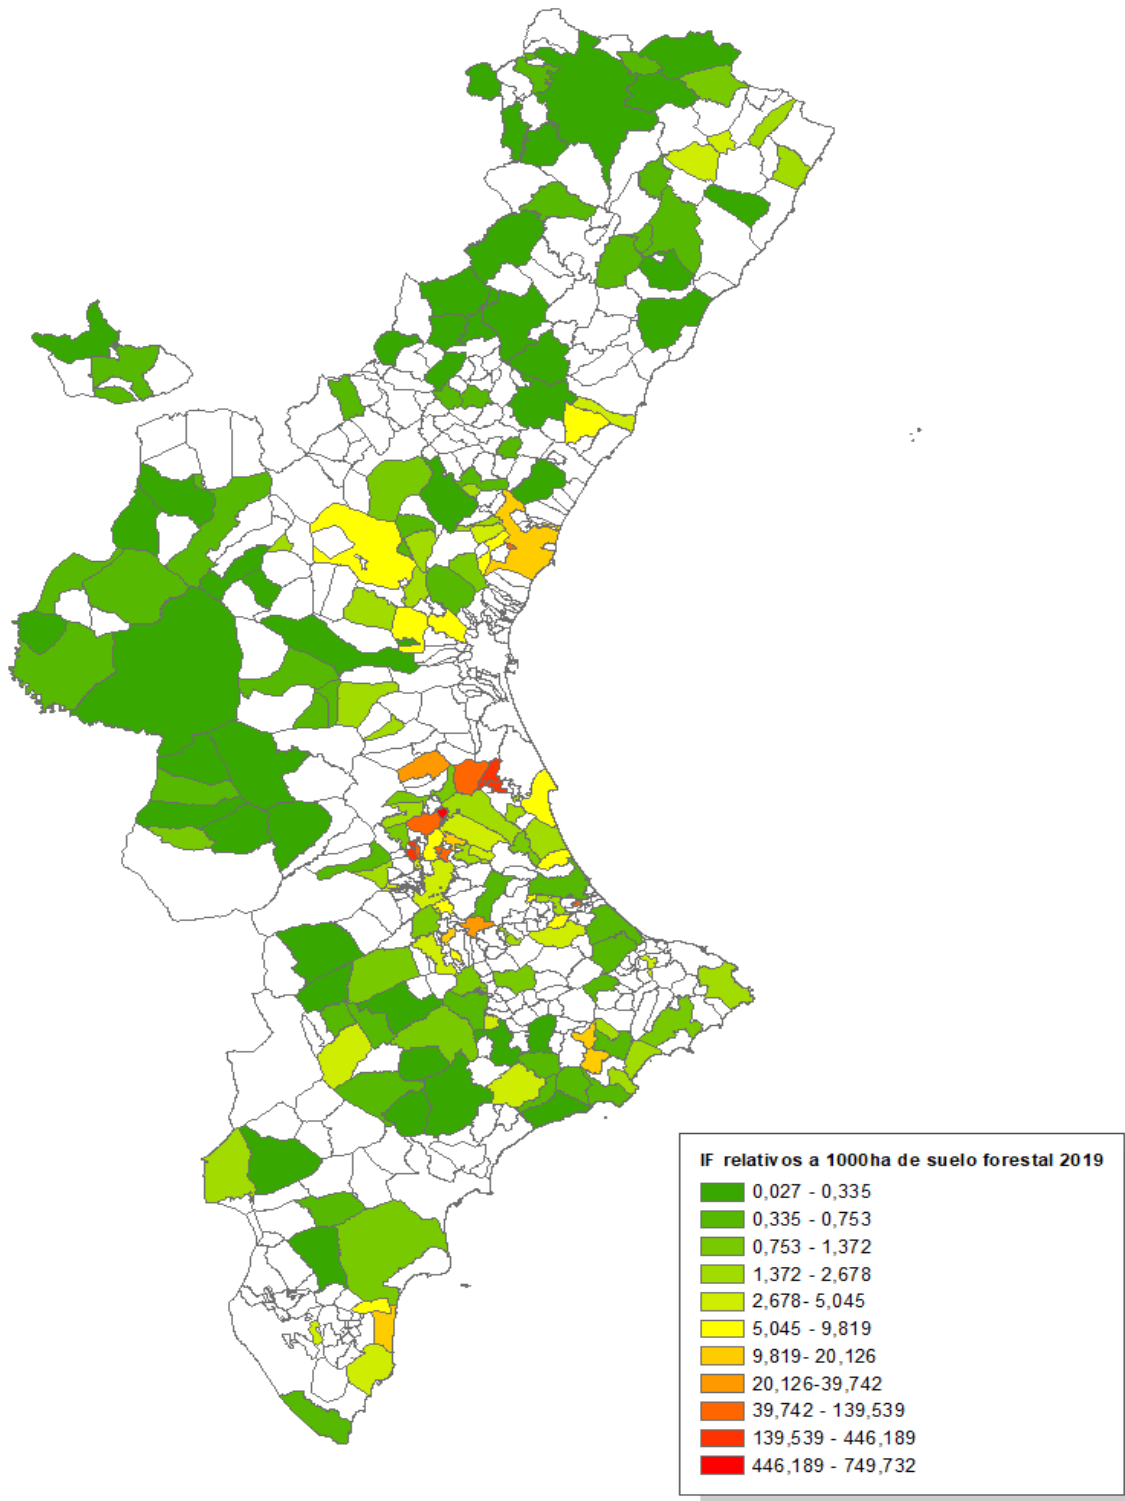 IF relativos a 1000ha de suelo forestal 2019
0,027 - 0,335
0,335 - 0,753
0,753 - 1,372
1,372 - 2,678
2,678- 5,045
5,045 - 9,819
9,819- 20,126
20,126-39,742
39,742 - 139,539
139,539 - 446,189
446,189 - 749,732